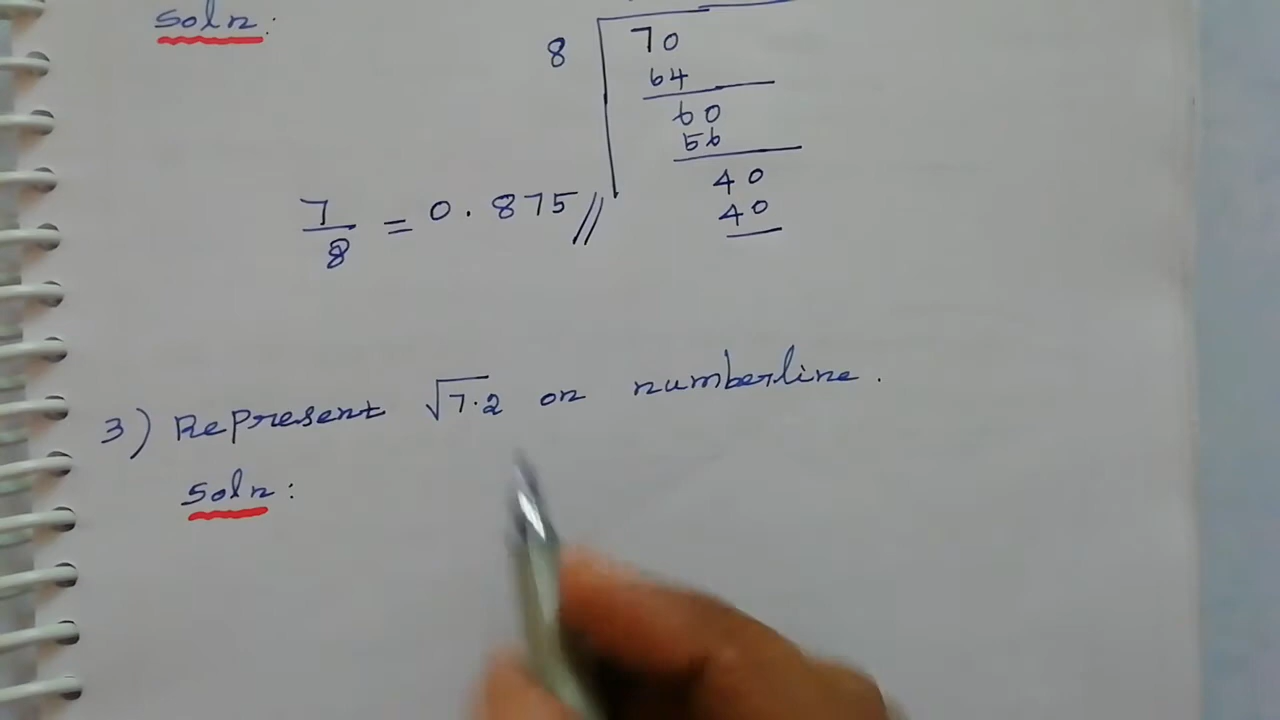 Soln:
8 70
64
60
56
40
40
7/8 = 0.875 //
3) Represent √7.2 on numberline.
Soln: